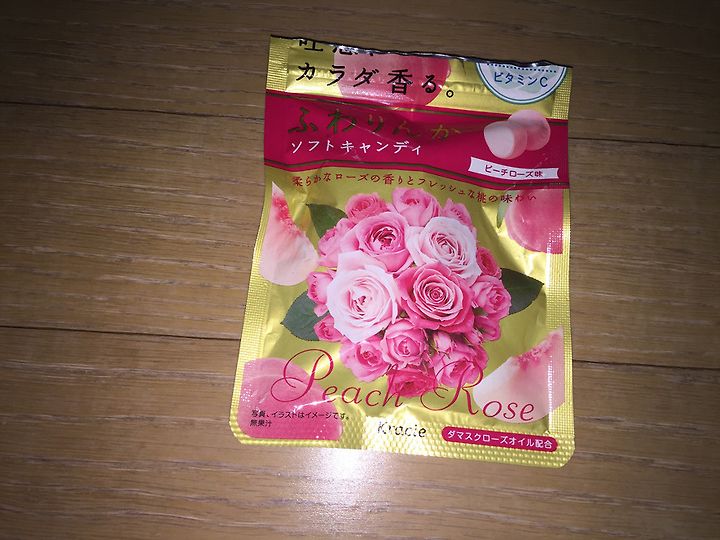 カラダ香る。
ビタミンC
ふわりんか
ソフトキャンディ
ピーチローズ味
柔らかなローズの香りとフレッシュな桃の味わい
Peach Rose
写真、イラストはイメージです。
無果汁
Kracie
ダマスクローズオイル配合